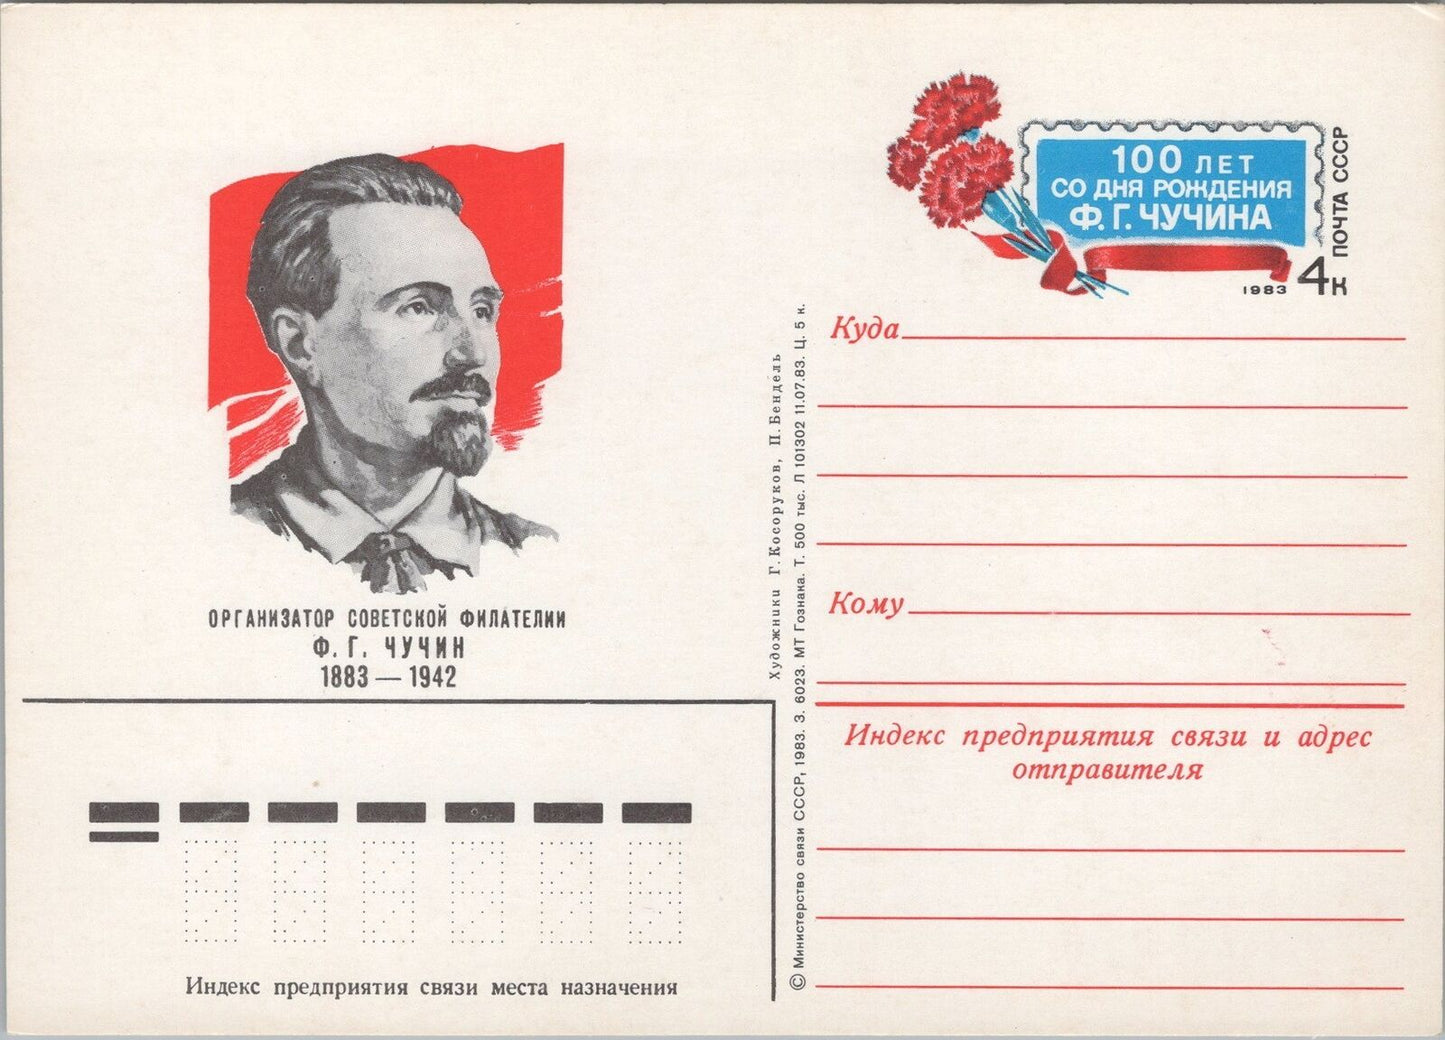 100 ЛЕТ
СО ДНЯ РОЖДЕНИЯ
Ф. Г. ЧУЧИНА
ПОЧТА СССР
1983 4к
ОРГАНИЗАТОР СОВЕТСКОЙ ФИЛАТЕЛИИ
Ф. Г. ЧУЧИН
1883 — 1942
Индекс предприятия связи места назначения
Художники Г. Косоруков, П. Бендель
© Министерство связи СССР, 1983. З. 6023. МТ Гознака. Т. 500 тыс. Л 101302 11.07.83. Ц. 5 к.
Куда
Кому
Индекс предприятия связи и адрес
отправителя